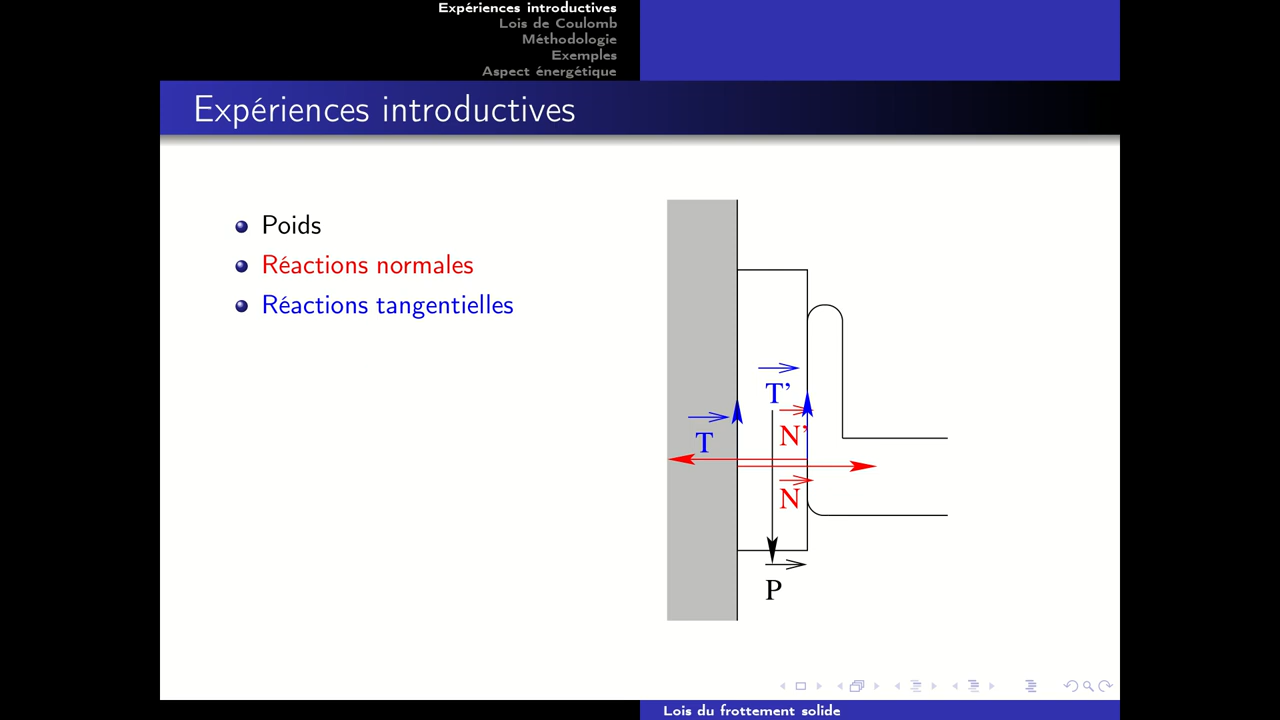 Expériences introductives
Lois de Coulomb
Méthodologie
Exemples
Aspect énergétique
Expériences introductives
Poids
Réactions normales
Réactions tangentielles
T'
T
N'
N
P
Lois du frottement solide